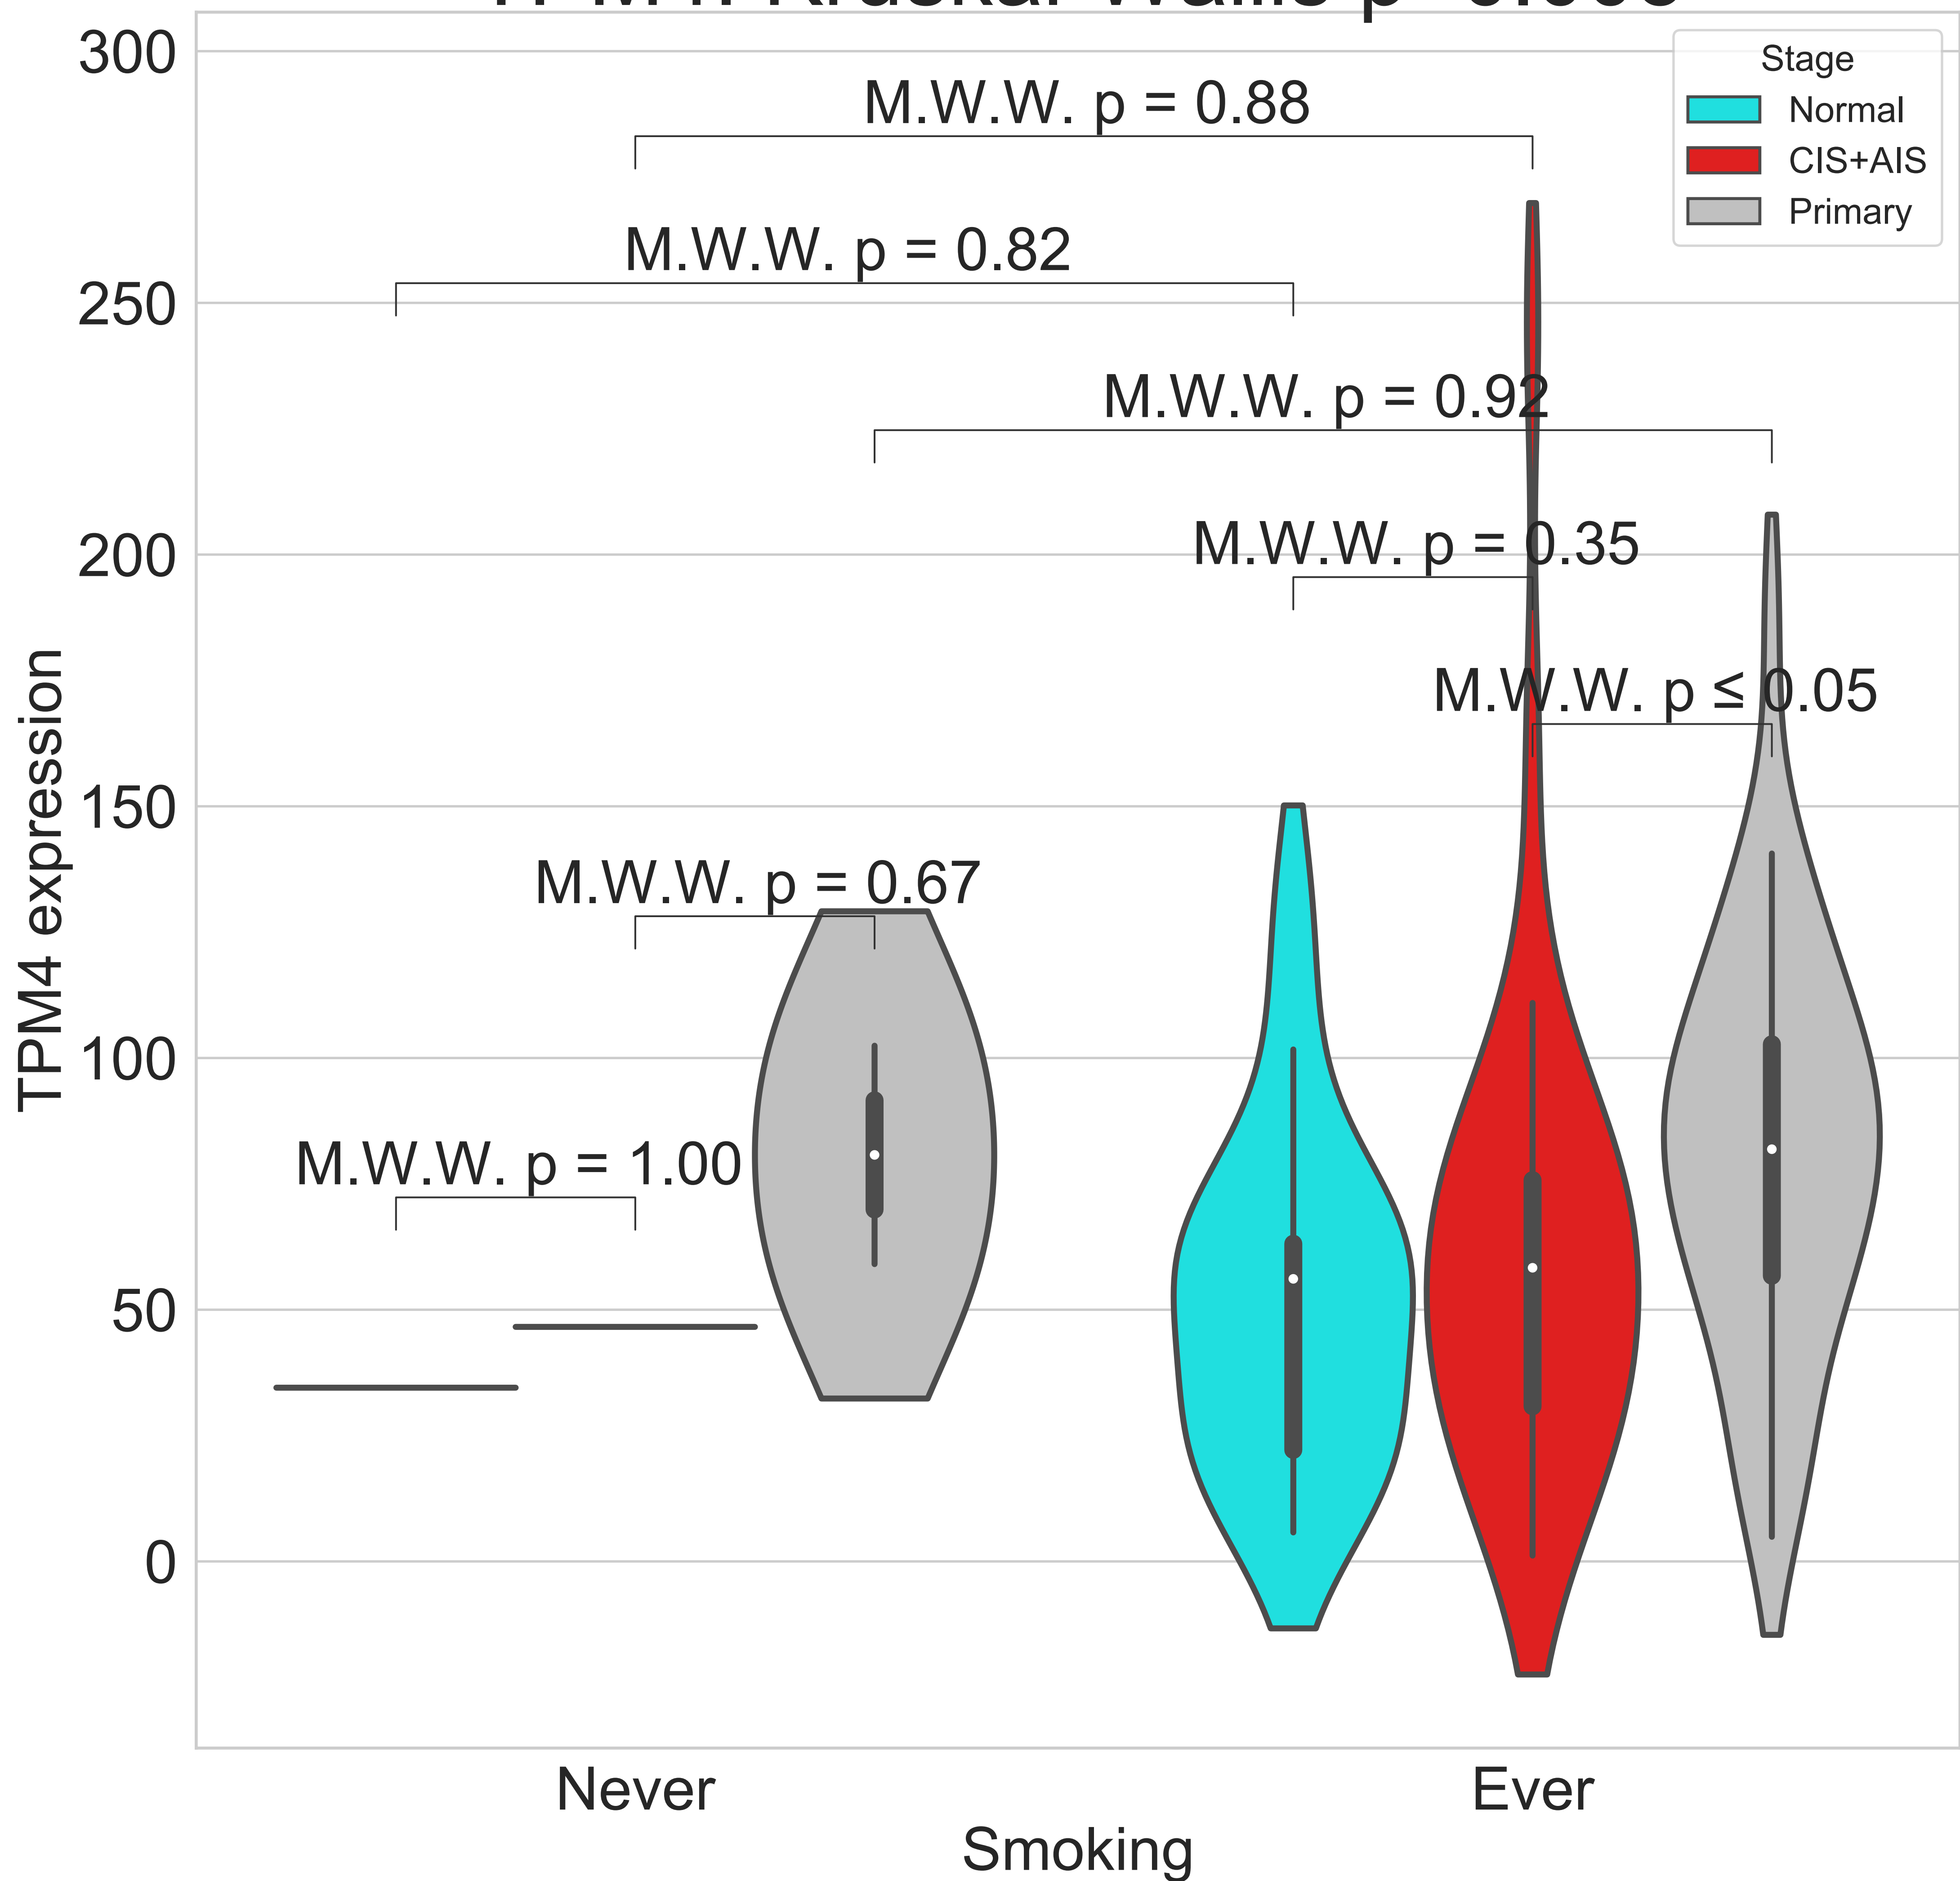 300
Stage
Normal
CIS+AIS
Primary
M.W.W. p = 0.88
M.W.W. p = 0.82
250
M.W.W. p = 0.92
200
M.W.W. p = 0.35
M.W.W. p ≤ 0.05
150
M.W.W. p = 0.67
100
M.W.W. p = 1.00
50
0
TPM4 expression
Never
Ever
Smoking